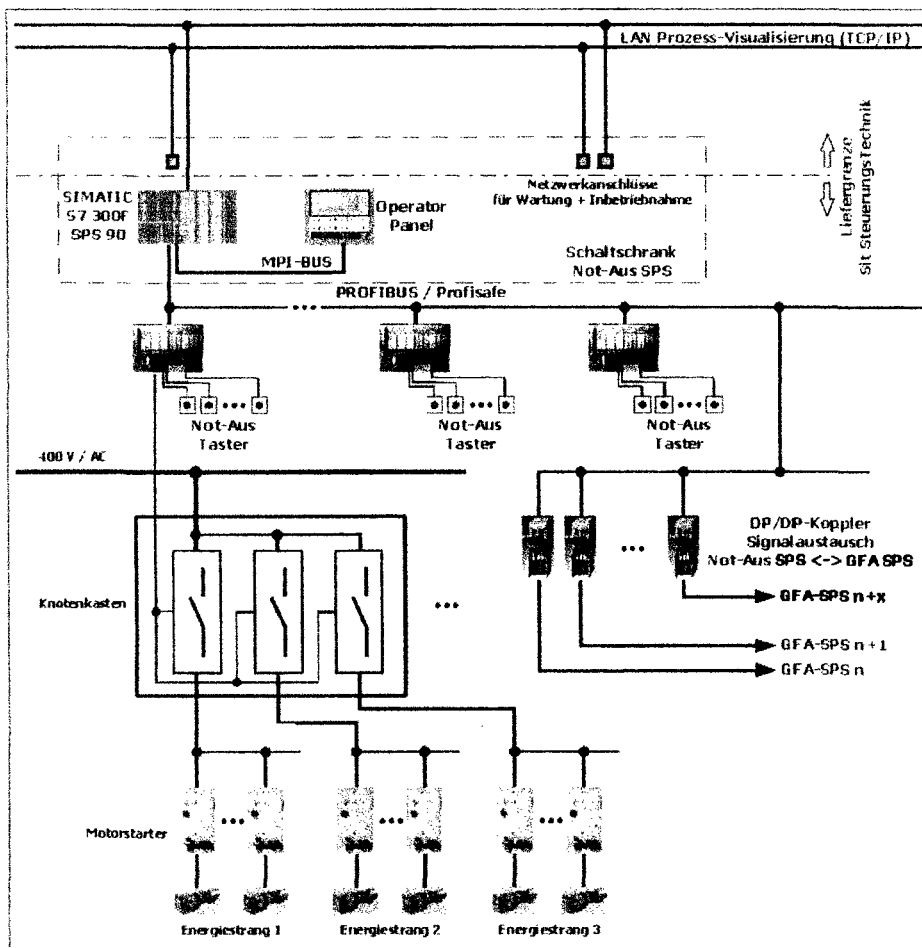 LAN Prozess-Visualisierung (TCP/IP)
Liefergrenze
Sit SteuerungsTechnik
SIMATIC
S7 300F
SPS 90
Operator
Panel
Netzwerkanschlüsse
für Wartung + Inbetriebnahme
MPI-BUS
Schaltschrank
Not-Aus SPS
PROFIBUS / Profisafe
Not-Aus
Taster
Not-Aus
Taster
Not-Aus
Taster
400 V / AC
DP/DP-Koppler
Signalaustausch
Not-Aus SPS <-> GFA SPS
Knotenkasten
GFA-SPS n+x
GFA-SPS n+1
GFA-SPS n
Motorstarter
Energiestrang 1
Energiestrang 2
Energiestrang 3